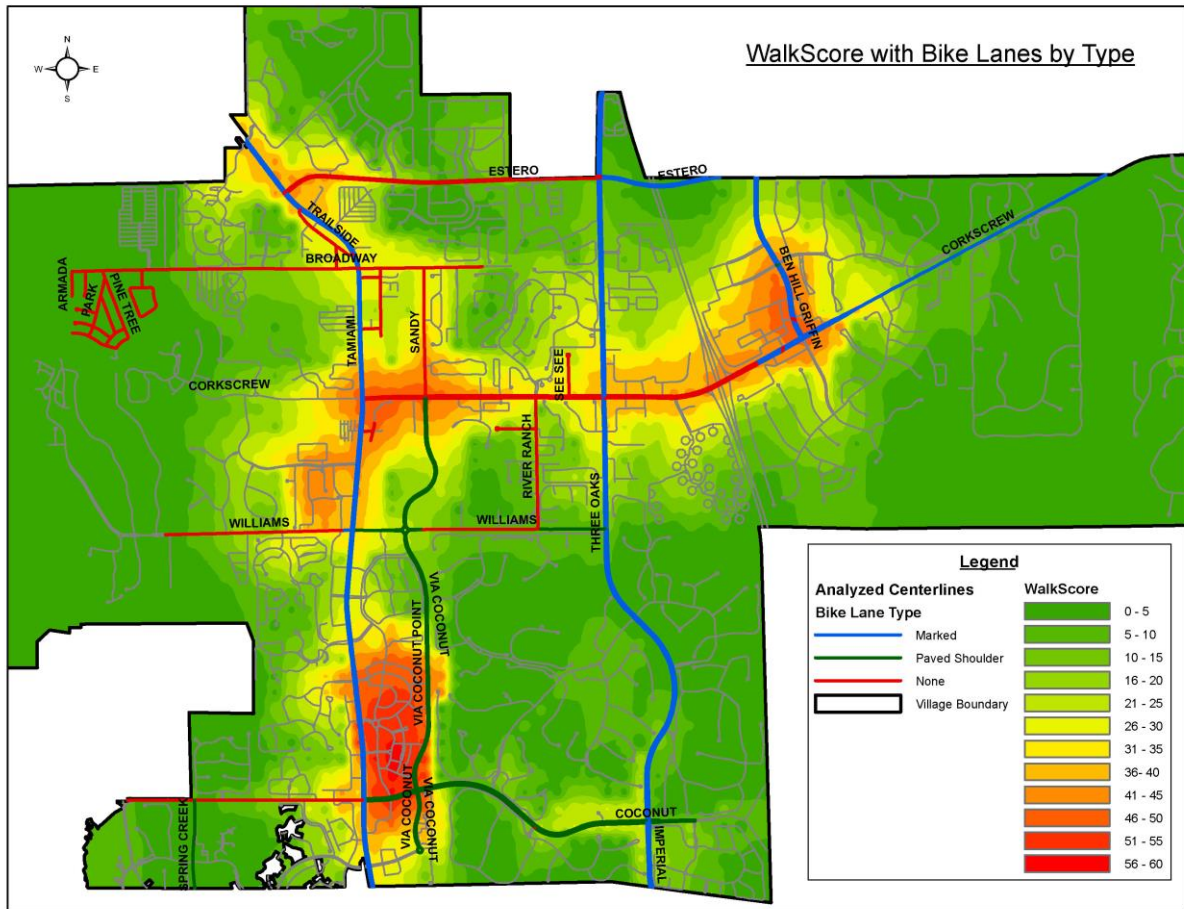 WalkScore with Bike Lanes by Type
N
W E
S
ESTERO
ESTERO
TRAILSIDE
BROADWAY
CORKSCREW
BEN HILL GRIFFIN
ARMADA
PARK
PINE TREE
TAMIAMI
SANDY
SEE SEE
CORKSCREW
RIVER RANCH
THREE OAKS
WILLIAMS
WILLIAMS
VIA COCONUT
VIA COCONUT POINT
VIA COCONUT
VIA COCONUT
COCONUT
SPRING CREEK
IMPERIAL
Legend
Analyzed Centerlines
Bike Lane Type
Marked
Paved Shoulder
None
Village Boundary
WalkScore
0 - 5
5 - 10
10 - 15
16 - 20
21 - 25
26 - 30
31 - 35
36 - 40
41 - 45
46 - 50
51 - 55
56 - 60